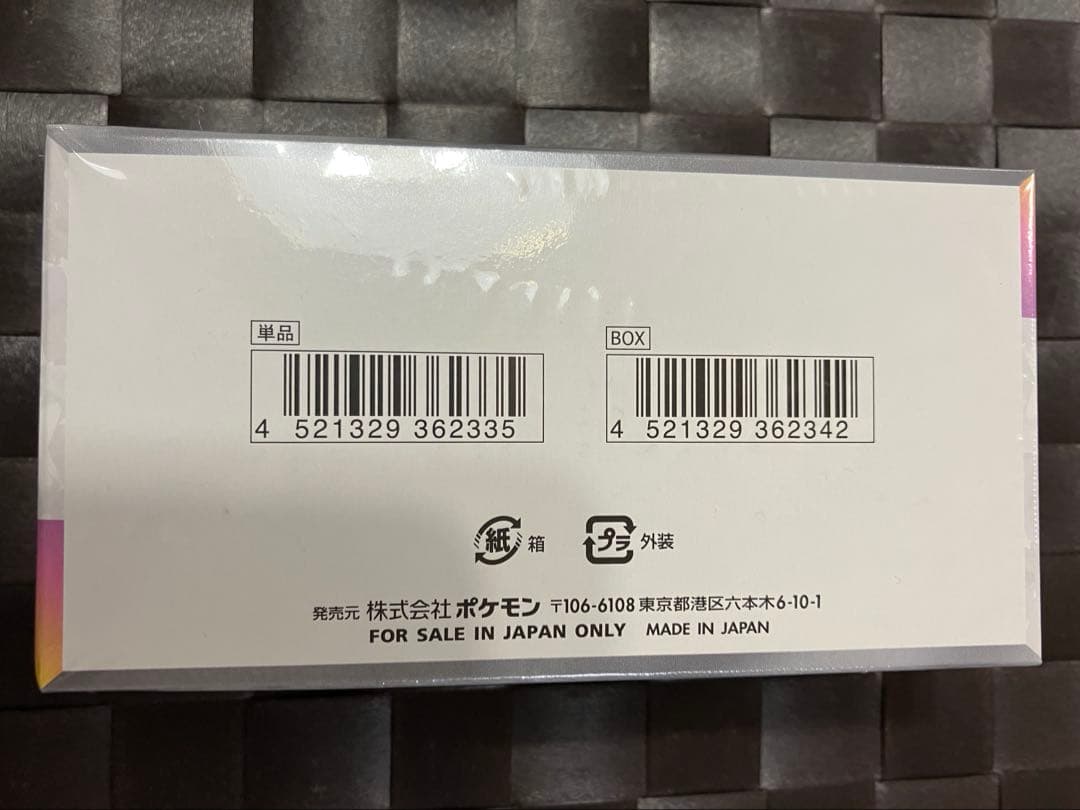 単品
4 521329 362335
BOX
4 521329 362342
紙 箱
プラ 外装
発売元 株式会社ポケモン 〒106-6108 東京都港区六本木6-10-1
FOR SALE IN JAPAN ONLY MADE IN JAPAN